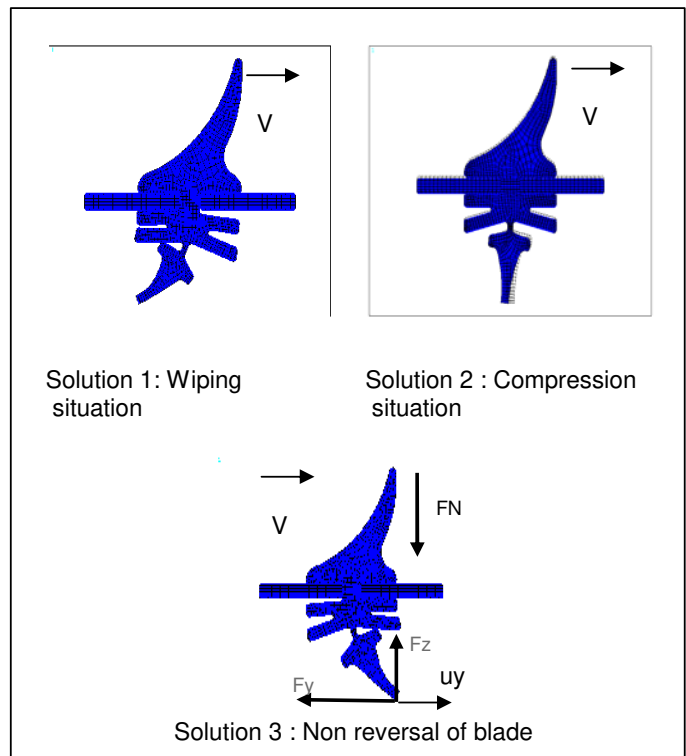 V
V
Solution 1: Wiping
situation
Solution 2 : Compression
situation
V
FN
Fz
Fy
uy
Solution 3 : Non reversal of blade